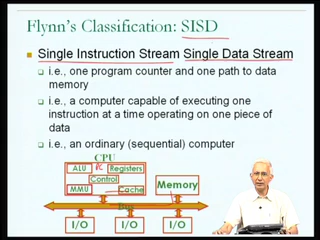 Flynn's Classification: SISD
Single Instruction Stream Single Data Stream
i.e., one program counter and one path to data
memory
i.e., a computer capable of executing one
instruction at a time operating on one piece of
data
i.e., an ordinary (sequential) computer
CPU
ALU PC Registers
Control
MMU Cache
Memory
Bus
I/O I/O I/O